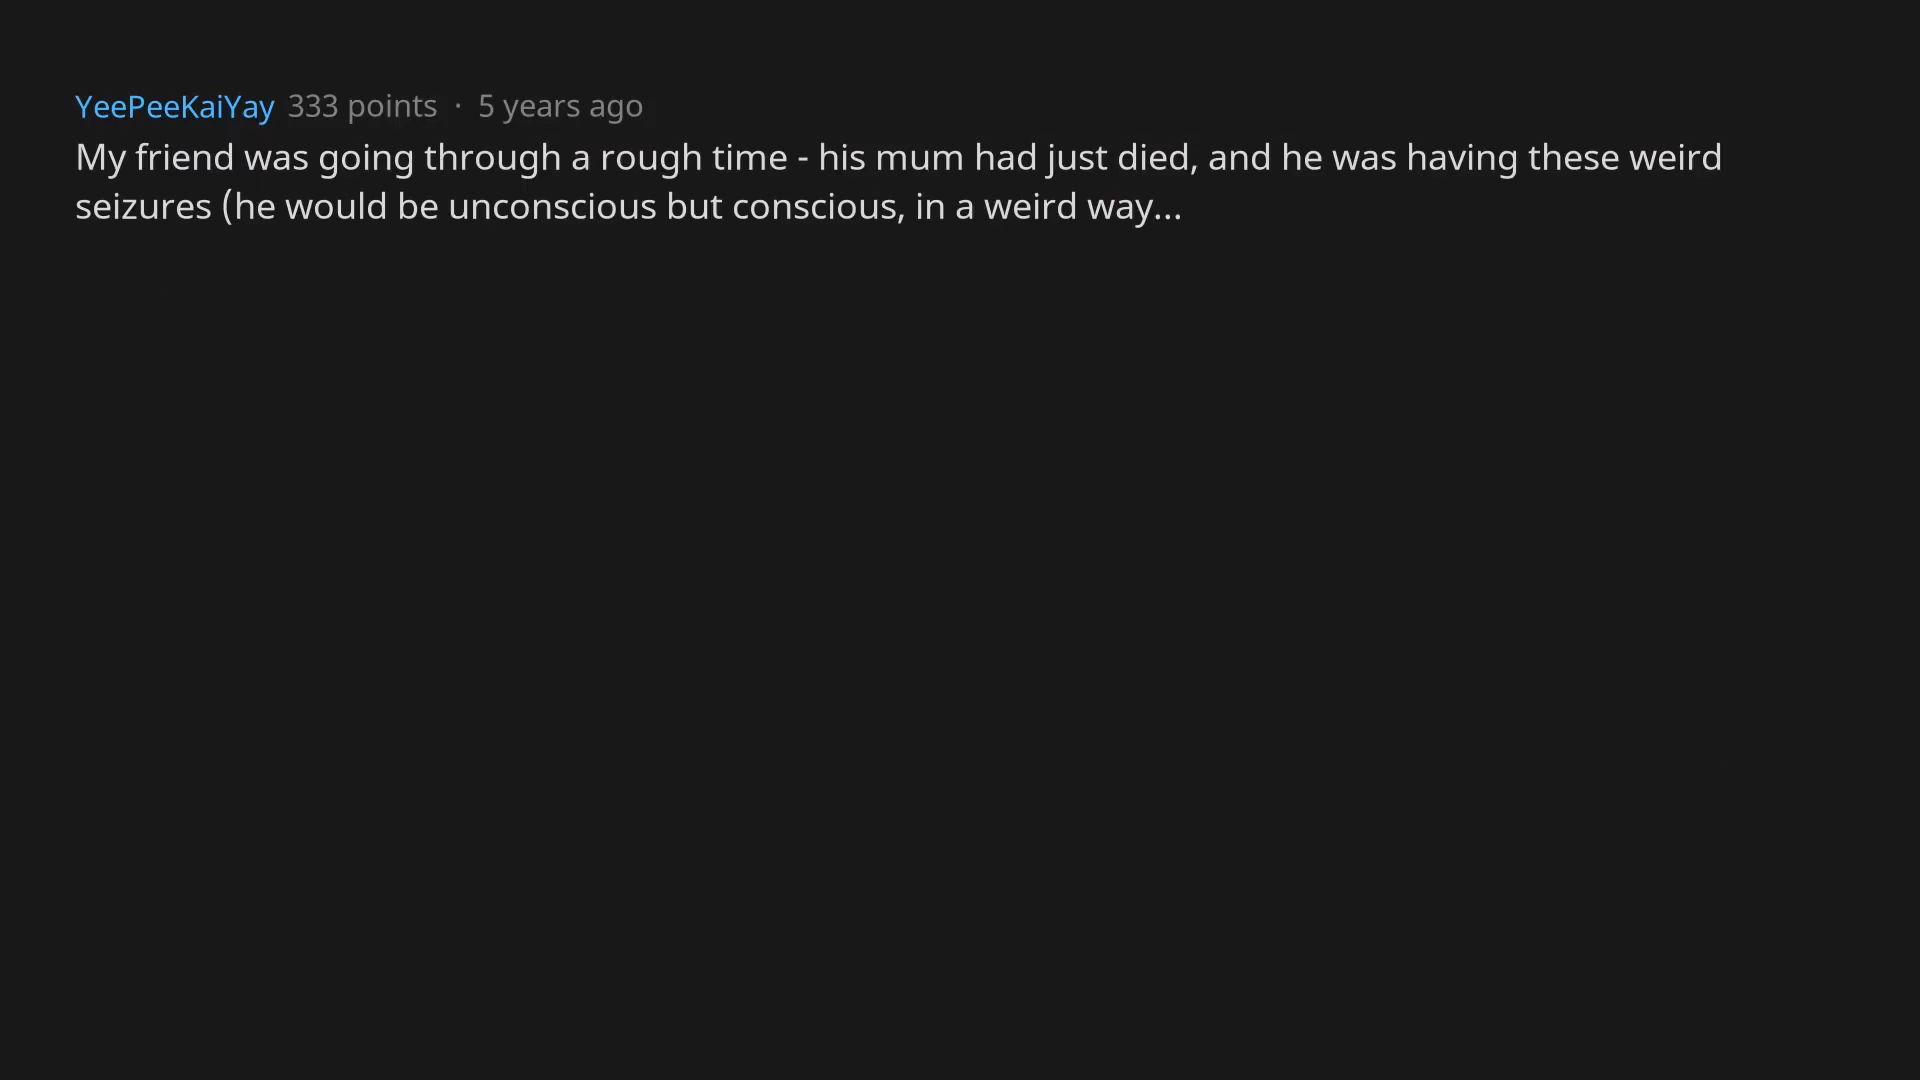 YeePeeKaiYay 333 points · 5 years ago
My friend was going through a rough time - his mum had just died, and he was having these weird
seizures (he would be unconscious but conscious, in a weird way...